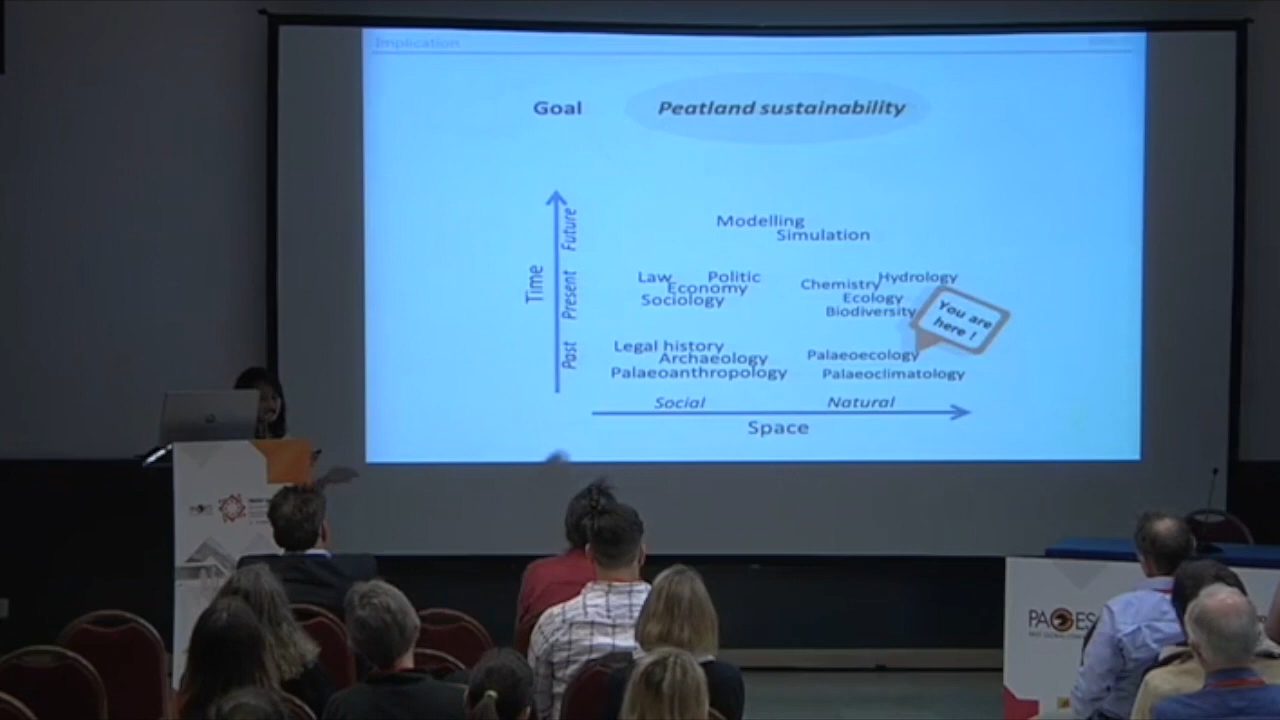 Implication
Goal
Peatland sustainability
Time
Future
Present
Past
Modelling
Simulation
Law
Politic
Economy
Sociology
Chemistry
Hydrology
Ecology
Biodiversity
You are
here !
Legal history
Archaeology
Palaeoanthropology
Palaeoecology
Palaeoclimatology
Social
Natural
Space
PAGES